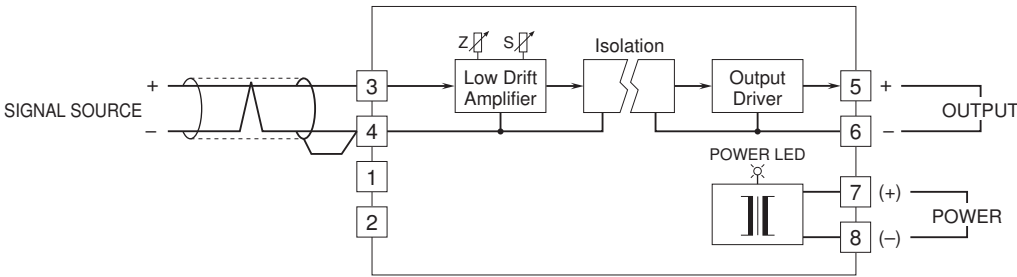 Z S
Isolation
+ 3 Low Drift
Amplifier Output
Driver 5 +
SIGNAL SOURCE OUTPUT
– 4 6 –
1 POWER LED
7 (+)
2 POWER
8 (–)